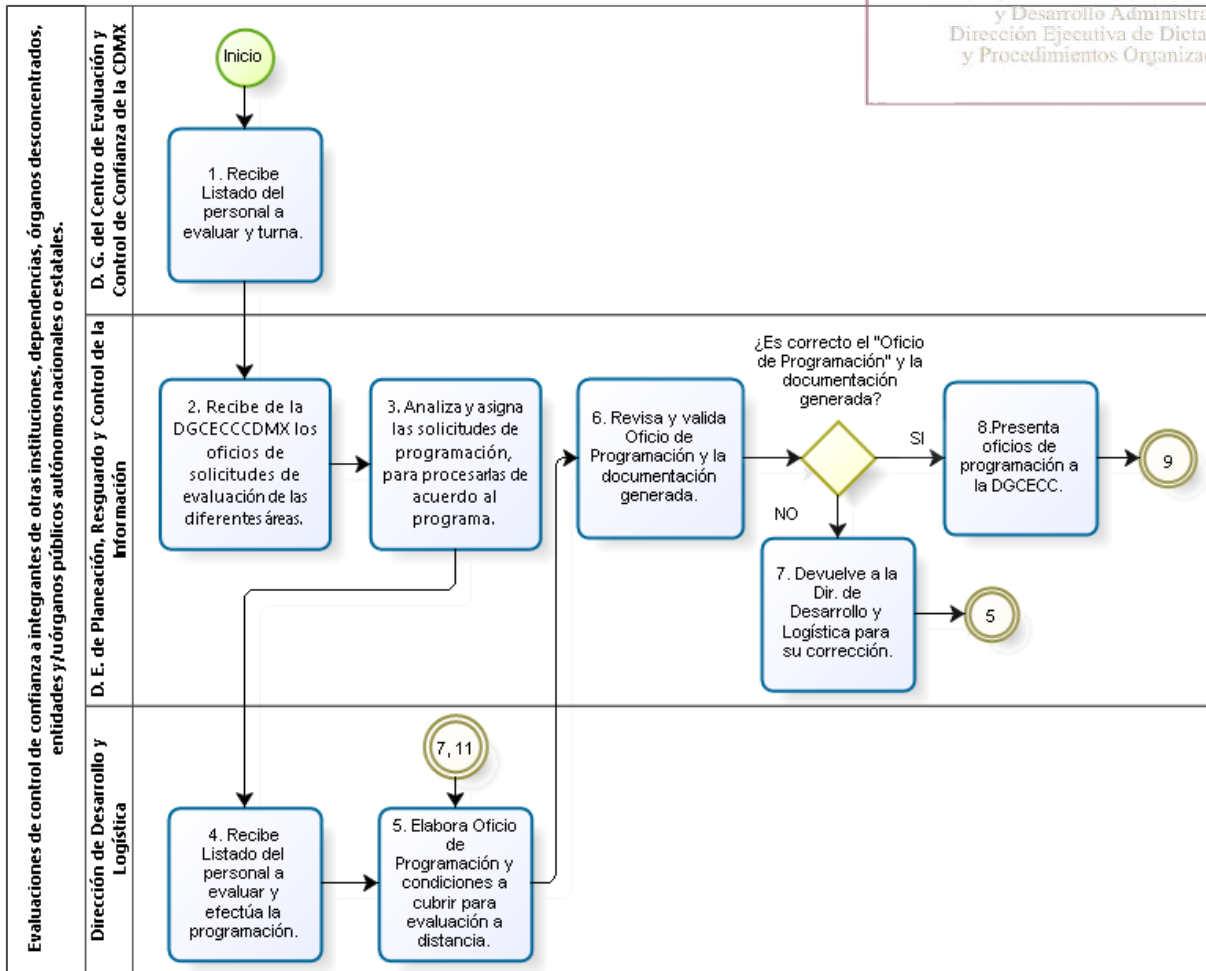 y Desarrollo Administra
Dirección Ejecutiva de Dicta
y Procedimientos Organiza
Evaluaciones de control de confianza a integrantes de otras instituciones, dependencias, órganos desconcentrados,
entidades y/u órganos públicos autónomos nacionales o estatales.
D. G. del Centro de Evaluación y
Control de Confianza de la CDMX
Inicio
1. Recibe
Listado del
personal a
evaluar y turna.
D. E. de Planeación, Resguardo y Control de la
Información
2. Recibe de la
DGCECCCDMX los
oficios de
solicitudes de
evaluación de las
diferentes áreas.
3. Analiza y asigna
las solicitudes de
programación,
para procesarlas de
acuerdo al
programa.
6. Revisa y valida
Oficio de
Programación y la
documentación
generada.
¿Es correcto el "Oficio
de Programación" y la
documentación
generada?
SI
8.Presenta
oficios de
programación a
la DGCECC.
9
NO
7. Devuelve a la
Dir. de
Desarrollo y
Logística para
su corrección.
5
Dirección de Desarrollo y
Logística
4. Recibe
Listado del
personal a
evaluar y
efectúa la
programación.
7, 11
5. Elabora Oficio
de
Programación y
condiciones a
cubrir para
evaluación a
distancia.